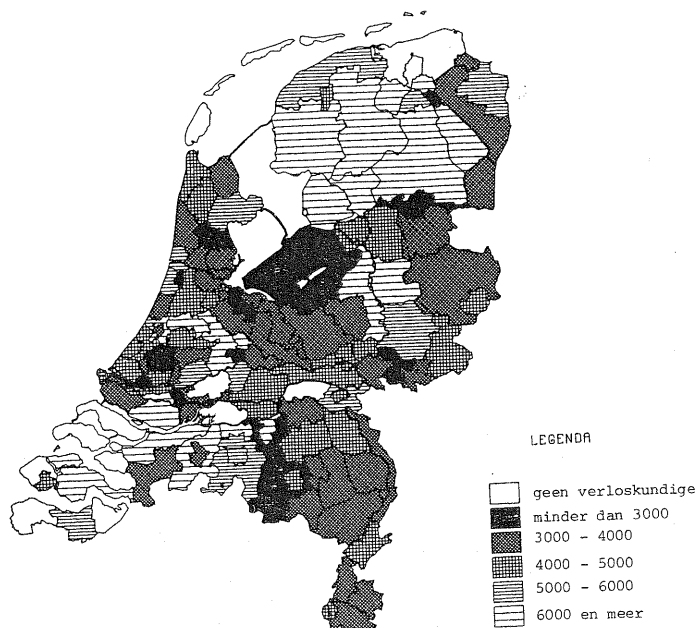 LEGENDA
geen verloskundige
minder dan 3000
3000 - 4000
4000 - 5000
5000 - 6000
6000 en meer